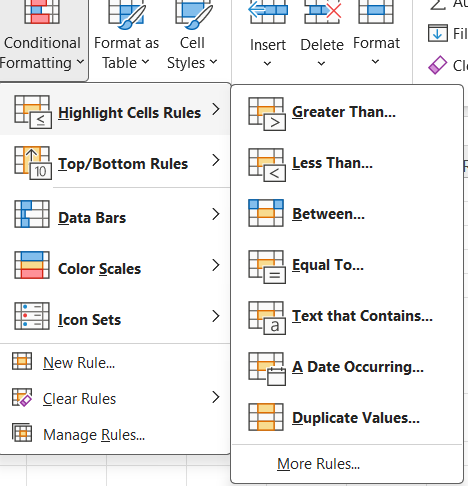 Conditional
Formatting
Format as
Table
Cell
Styles
Insert
Delete
Format
Highlight Cells Rules
Top/Bottom Rules
10
Data Bars
Color Scales
Icon Sets
New Rule...
Clear Rules
Manage Rules...
>
Greater Than...
<
Less Than...
Between...
=
Equal To...
a
Text that Contains...
A Date Occurring...
Duplicate Values...
More Rules...